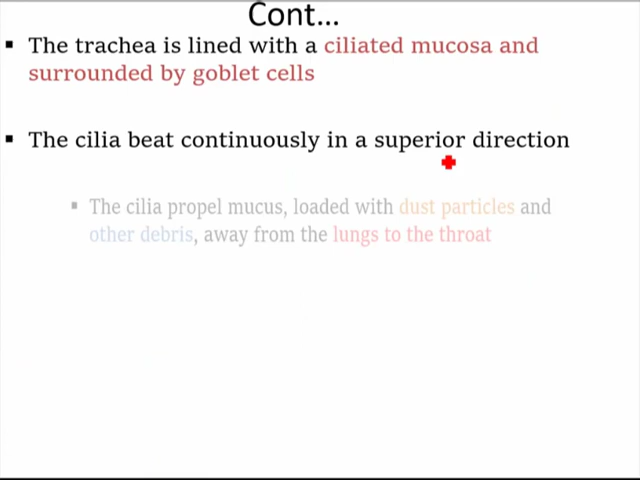 Cont...
▪ The trachea is lined with a ciliated mucosa and
surrounded by goblet cells
▪ The cilia beat continuously in a superior direction
▪ The cilia propel mucus, loaded with dust particles and
other debris, away from the lungs to the throat